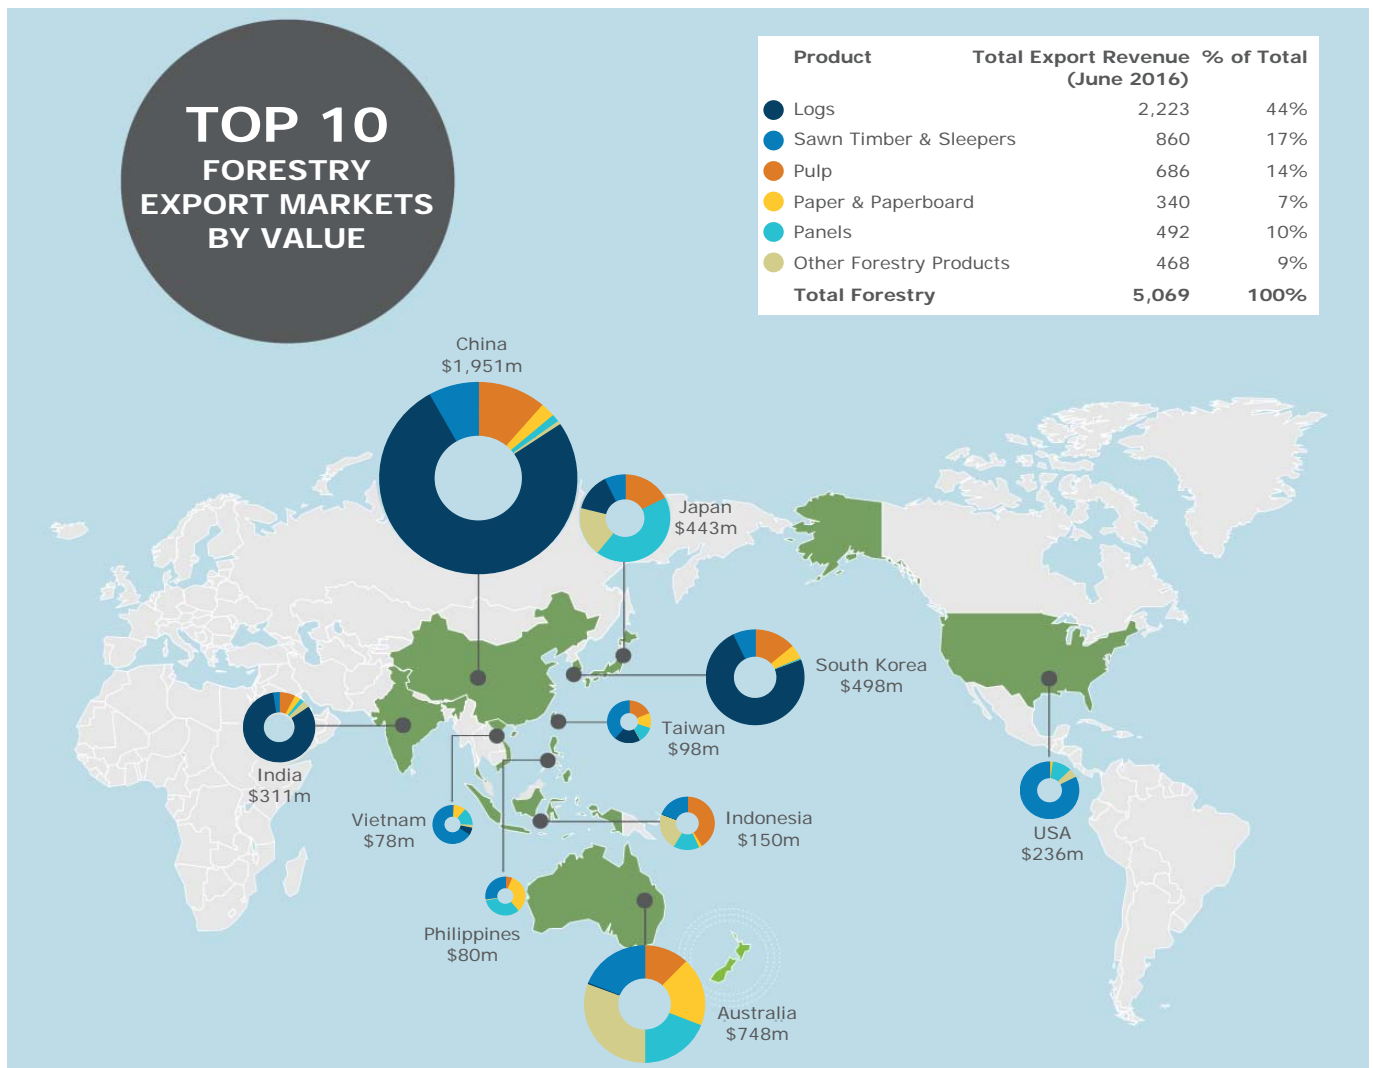 TOP 10
FORESTRY
EXPORT MARKETS
BY VALUE
Product Total Export Revenue % of Total
(June 2016)
Logs 2,223 44%
Sawn Timber & Sleepers 860 17%
Pulp 686 14%
Paper & Paperboard 340 7%
Panels 492 10%
Other Forestry Products 468 9%
Total Forestry 5,069 100%
China
$1,951m
Japan
$443m
South Korea
$498m
Taiwan
$98m
India
$311m
Vietnam
$78m
Indonesia
$150m
USA
$236m
Philippines
$80m
Australia
$748m